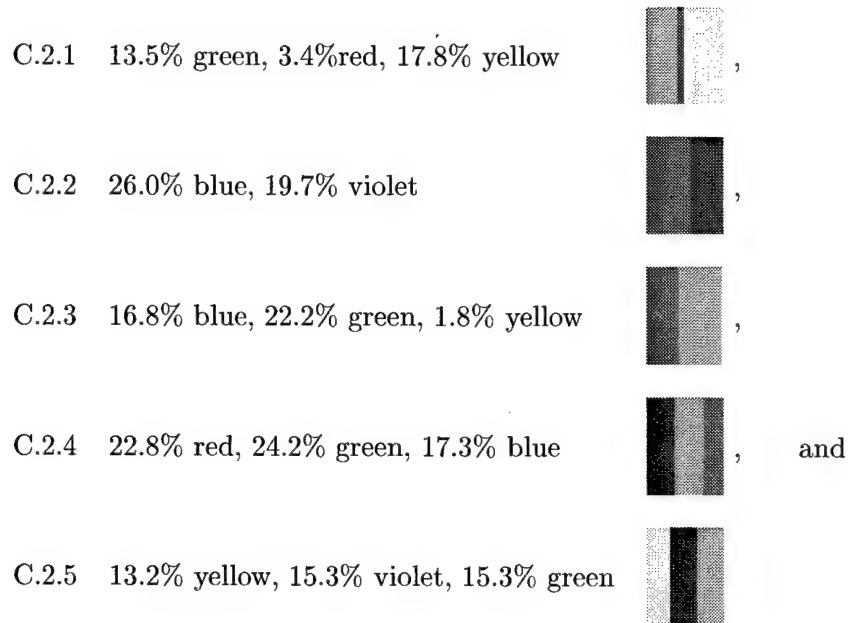 C.2.1 13.5% green, 3.4%red, 17.8% yellow ,
C.2.2 26.0% blue, 19.7% violet ,
C.2.3 16.8% blue, 22.2% green, 1.8% yellow ,
C.2.4 22.8% red, 24.2% green, 17.3% blue , and
C.2.5 13.2% yellow, 15.3% violet, 15.3% green